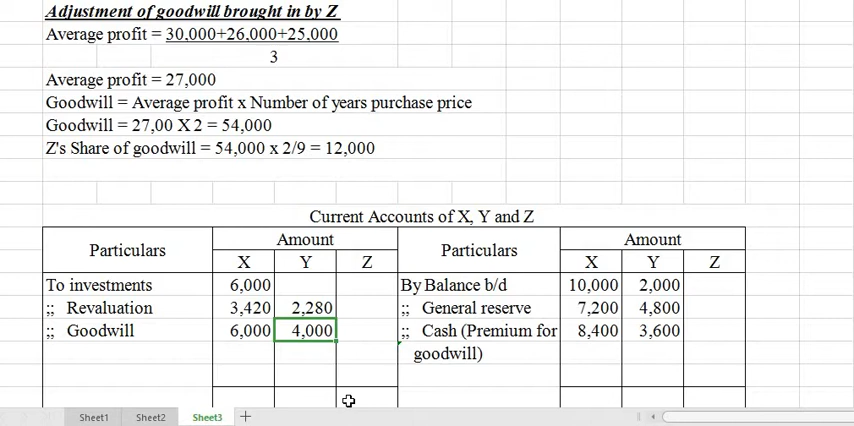 Adjustment of goodwill brought in by Z
Average profit = 30,000+26,000+25,000
3
Average profit = 27,000
Goodwill = Average profit x Number of years purchase price
Goodwill = 27,00 X 2 = 54,000
Z's Share of goodwill = 54,000 x 2/9 = 12,000
Current Accounts of X, Y and Z
Particulars Amount Particulars Amount
X Y Z X Y Z
To investments 6,000 By Balance b/d 10,000 2,000
;; Revaluation 3,420 2,280 ;; General reserve 7,200 4,800
;; Goodwill 6,000 4,000 ;; Cash (Premium for 8,400 3,600
goodwill)
Sheet1 Sheet2 Sheet3